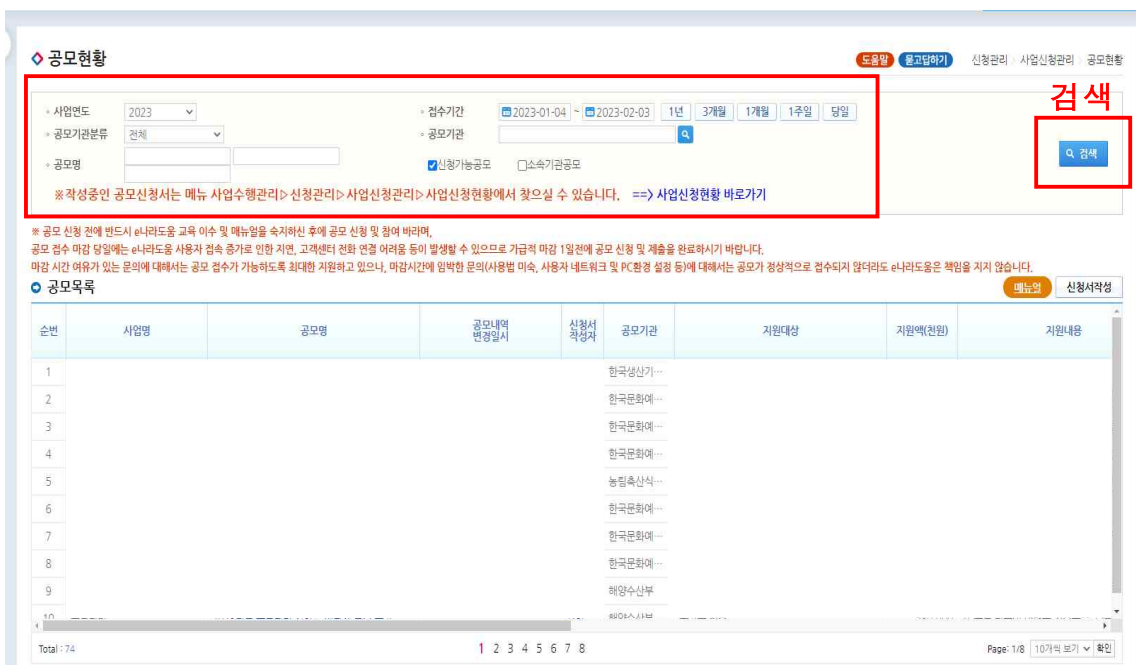 공모현황
도움말 묻고답하기 신청관리 > 사업신청관리 > 공모현황
검색
사업연도 2023 접수기간 2023-01-04 ~ 2023-02-03 1년 3개월 1개월 1주일 당일
공모기관분류 전체 공모기관
검색
공모명 신청가능공모 소속기관공모
※작성중인 공모신청서는 메뉴 사업수행관리▷신청관리▷사업신청관리▷사업신청현황에서 찾으실 수 있습니다. ==> 사업신청현황 바로가기
※ 공모 신청 전에 반드시 e나라도움 교육 이수 및 매뉴얼을 숙지하신 후에 공모 신청 및 참여 바라며,
공모 접수 마감 당일에는 e나라도움 사용자 접속 증가로 인한 지연, 고객센터 전화 연결 어려움 등이 발생할 수 있으므로 가급적 마감 1일전에 공모 신청 및 제출을 완료하시기 바랍니다.
마감 시간 여유가 있는 문의에 대해서는 공모 접수가 가능하도록 최대한 지원하고 있으나, 마감시간에 임박한 문의(사용법 미숙, 사용자 네트워크 및 PC환경 설정 등)에 대해서는 공모가 정상적으로 접수되지 않더라도 e나라도움은 책임을 지지 않습니다.
공모목록 매뉴얼 신청서작성
순번 사업명 공모명 공모내역 변경일시 신청서 작성자 공모기관 지원대상 지원액(천원) 지원내용
1 한국생산기…
2 한국문화예…
3 한국문화예…
4 한국문화예…
5 농림축산식…
6 한국문화예…
7 한국문화예…
8 한국문화예…
9 해양수산부
10 해양수산부
Total : 74 1 2 3 4 5 6 7 8 Page: 1/8 10개씩 보기 확인